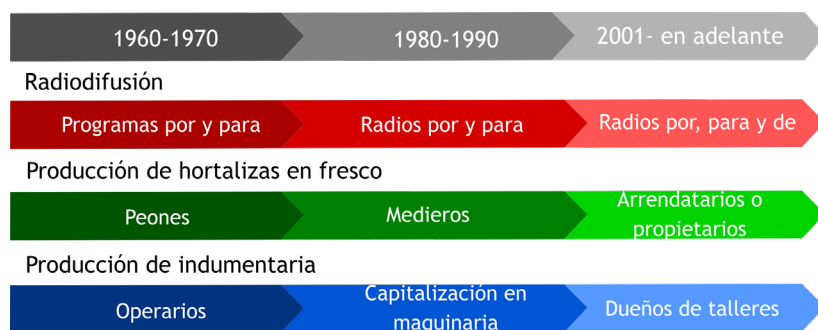 1960-1970
1980-1990
2001- en adelante
Radiodifusión
Programas por y para
Radios por y para
Radios por, para y de
Producción de hortalizas en fresco
Peones
Medieros
Arrendatarios o
propietarios
Producción de indumentaria
Operarios
Capitalización en
maquinaria
Dueños de talleres